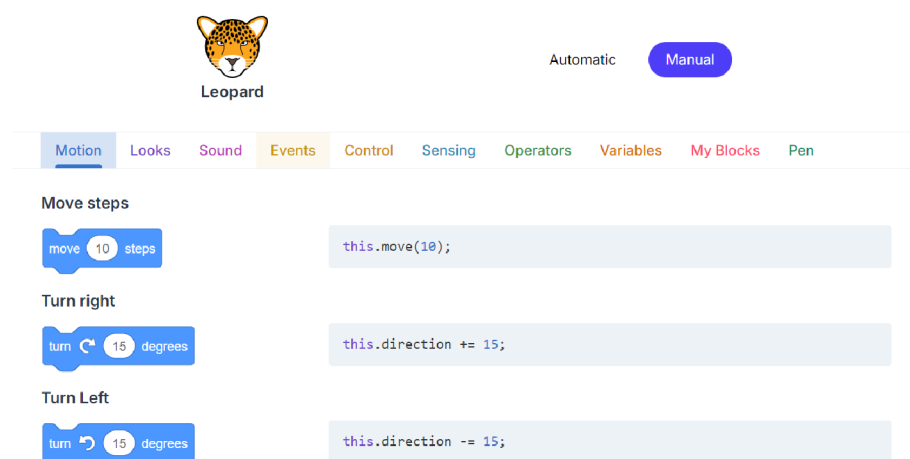 Leopard
Automatic Manual
Motion Looks Sound Events Control Sensing Operators Variables My Blocks Pen
Move steps
move 10 steps
this.move(10);
Turn right
turn 15 degrees
this.direction += 15;
Turn Left
turn 15 degrees
this.direction -= 15;